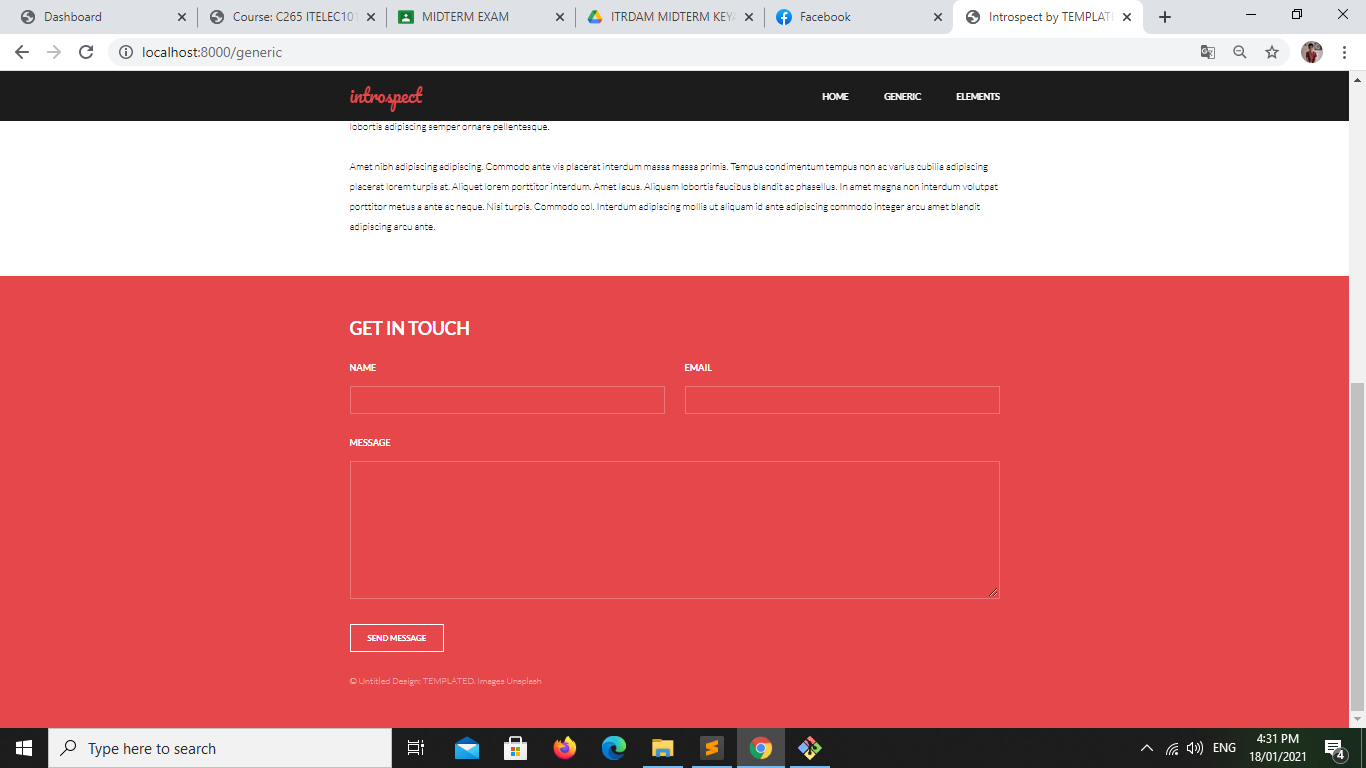 Dashboard
Course: C265 ITELEC101
MIDTERM EXAM
ITRDAM MIDTERM KEY
Facebook
Introspect by TEMPLAT
localhost:8000/generic
introspect
HOME
GENERIC
ELEMENTS
lobortis adipiscing semper ornare pellentesque.
Amet nibh adipiscing adipiscing. Commodo ante vis placerat interdum massa massa primis. Tempus condimentum tempus non ac varius cubilia adipiscing
placerat lorem turpis at. Aliquet lorem porttitor interdum. Amet lacus. Aliquam lobortis faucibus blandit ac phasellus. In amet magna non interdum volutpat
porttitor metus a ante ac neque. Nisi turpis. Commodo col. Interdum adipiscing mollis ut aliquam id ante adipiscing commodo integer arcu amet blandit
adipiscing arcu ante.
GET IN TOUCH
NAME
EMAIL
MESSAGE
SEND MESSAGE
© Untitled Design: TEMPLATED. Images Unsplash
Type here to search
ENG
4:31 PM
18/01/2021
4